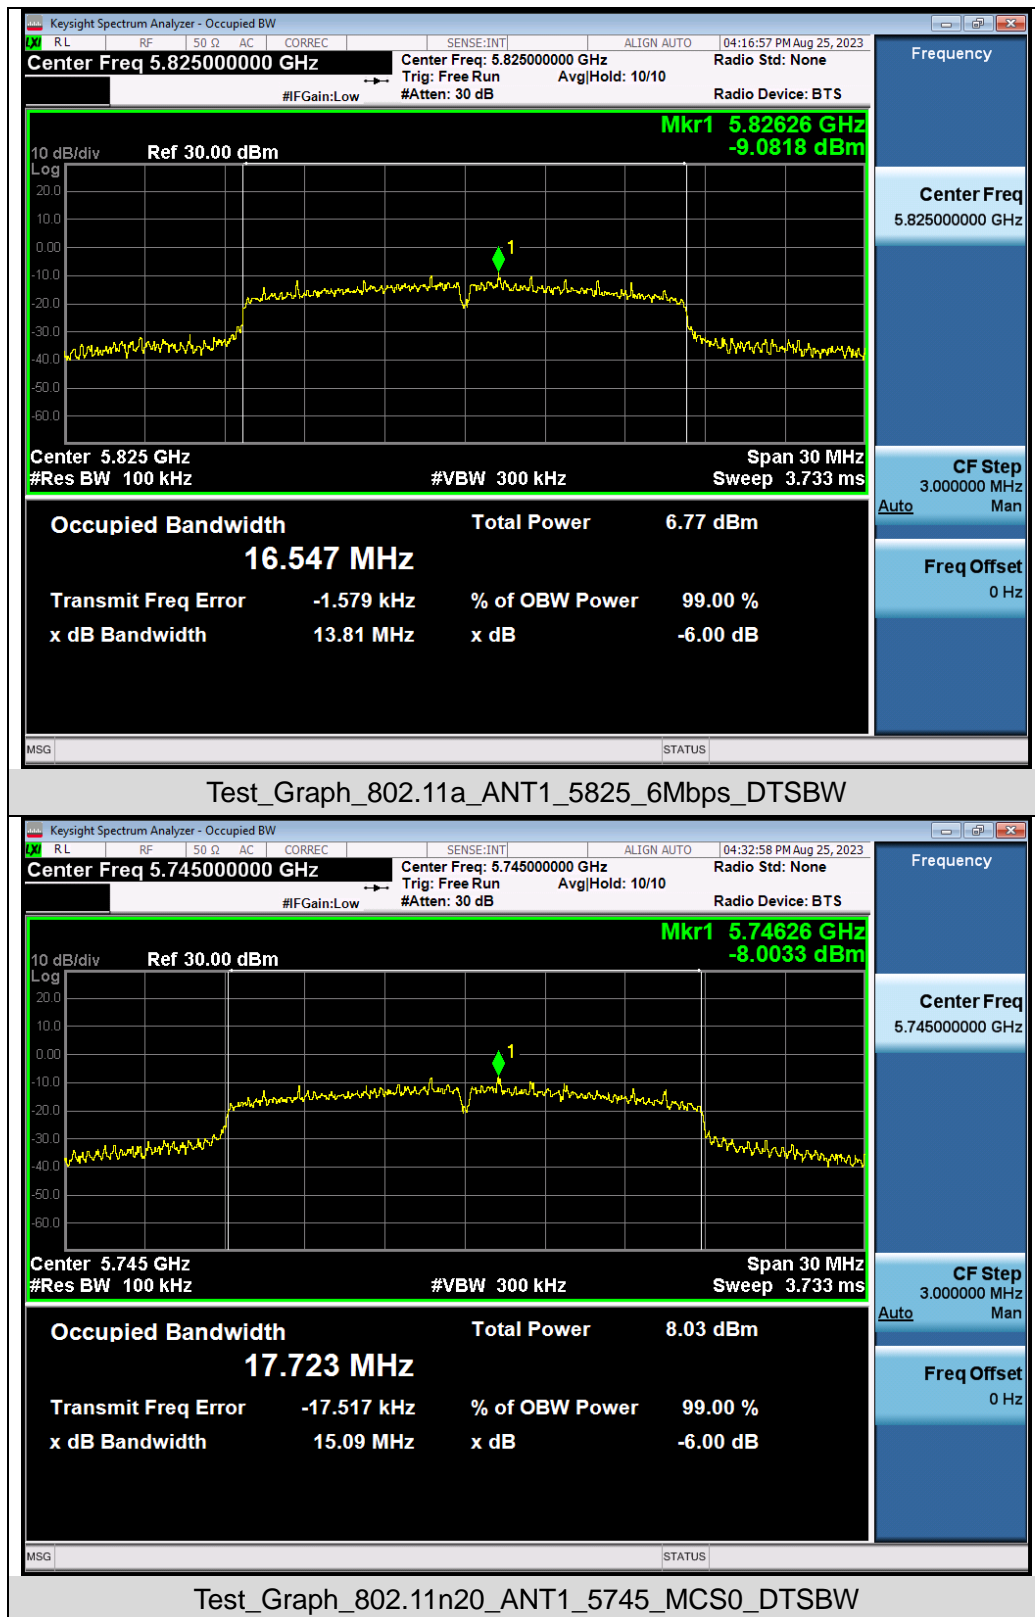 Keysight Spectrum Analyzer - Occupied BW
LXI RL RF 50 Ω AC CORREC SENSE:INT ALIGN AUTO 04:16:57 PM Aug 25, 2023
Center Freq 5.825000000 GHz
Center Freq: 5.825000000 GHz Radio Std: None
Trig: Free Run Avg|Hold: 10/10
#IFGain:Low #Atten: 30 dB Radio Device: BTS
Frequency
Mkr1 5.82626 GHz
-9.0818 dBm
10 dB/div Ref 30.00 dBm
Log
20.0
10.0
0.00
-10.0
-20.0
-30.0
-40.0
-50.0
-60.0
1
Center 5.825 GHz Span 30 MHz
#Res BW 100 kHz #VBW 300 kHz Sweep 3.733 ms
Center Freq
5.825000000 GHz
CF Step
3.000000 MHz
Auto Man
Freq Offset
0 Hz
Occupied Bandwidth Total Power 6.77 dBm
16.547 MHz
Transmit Freq Error -1.579 kHz % of OBW Power 99.00 %
x dB Bandwidth 13.81 MHz x dB -6.00 dB
MSG STATUS
Test_Graph_802.11a_ANT1_5825_6Mbps_DTSBW
Keysight Spectrum Analyzer - Occupied BW
LXI RL RF 50 Ω AC CORREC SENSE:INT ALIGN AUTO 04:32:58 PM Aug 25, 2023
Center Freq 5.745000000 GHz
Center Freq: 5.745000000 GHz Radio Std: None
Trig: Free Run Avg|Hold: 10/10
#IFGain:Low #Atten: 30 dB Radio Device: BTS
Frequency
Mkr1 5.74626 GHz
-8.0033 dBm
10 dB/div Ref 30.00 dBm
Log
20.0
10.0
0.00
-10.0
-20.0
-30.0
-40.0
-50.0
-60.0
1
Center 5.745 GHz Span 30 MHz
#Res BW 100 kHz #VBW 300 kHz Sweep 3.733 ms
Center Freq
5.745000000 GHz
CF Step
3.000000 MHz
Auto Man
Freq Offset
0 Hz
Occupied Bandwidth Total Power 8.03 dBm
17.723 MHz
Transmit Freq Error -17.517 kHz % of OBW Power 99.00 %
x dB Bandwidth 15.09 MHz x dB -6.00 dB
MSG STATUS
Test_Graph_802.11n20_ANT1_5745_MCS0_DTSBW